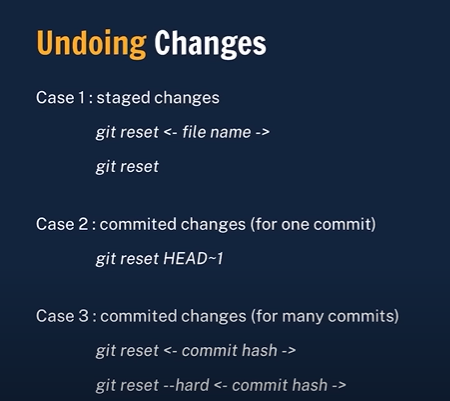 Undoing Changes
Case 1 : staged changes
git reset <- file name ->
git reset
Case 2 : commited changes (for one commit)
git reset HEAD~1
Case 3 : commited changes (for many commits)
git reset <- commit hash ->
git reset --hard <- commit hash ->